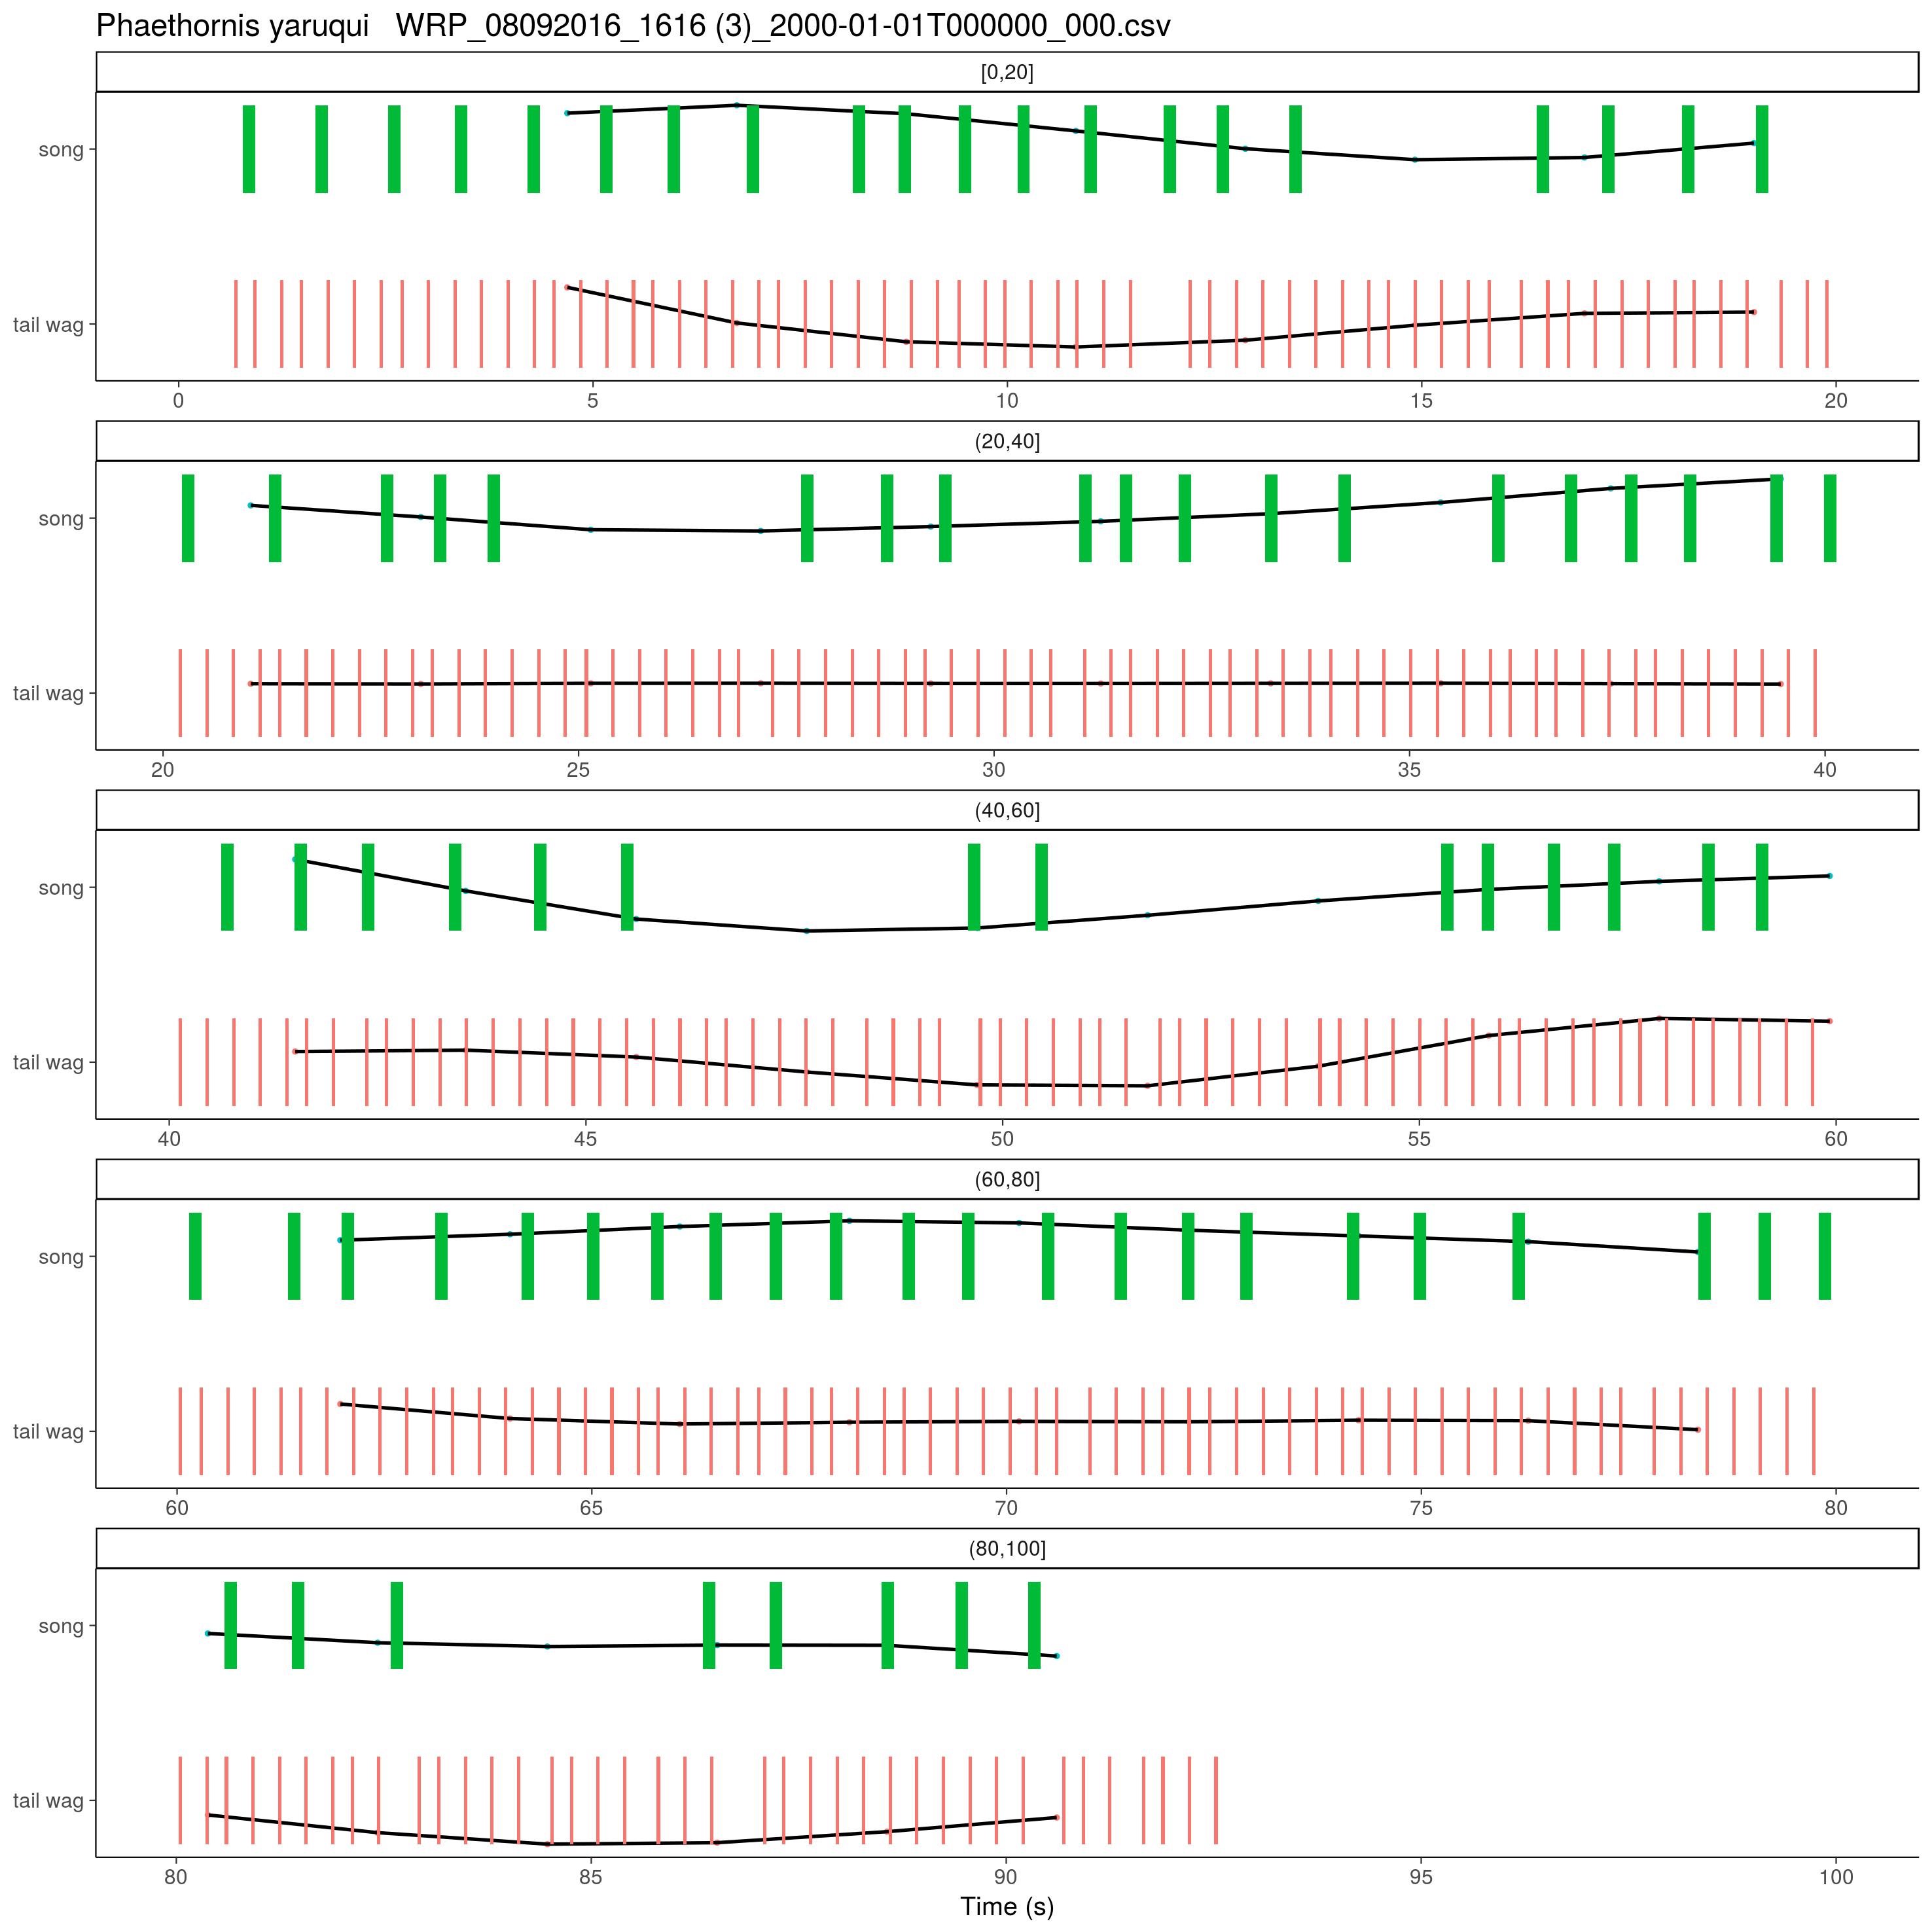 Phaethornis yaruqui   WRP_08092016_1616 (3)_2000-01-01T000000_000.csv
[0,20]
song
tail wag
0 5 10 15 20
(20,40]
song
tail wag
20 25 30 35 40
(40,60]
song
tail wag
40 45 50 55 60
(60,80]
song
tail wag
60 65 70 75 80
(80,100]
song
tail wag
80 85 90 95 100
Time (s)